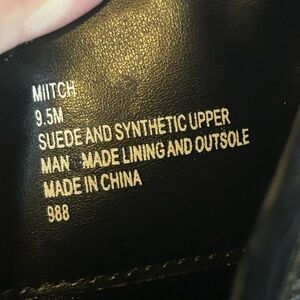 MIITCH
9.5M
SUEDE AND SYNTHETIC UPPER
MAN MADE LINING AND OUTSOLE
MADE IN CHINA
988